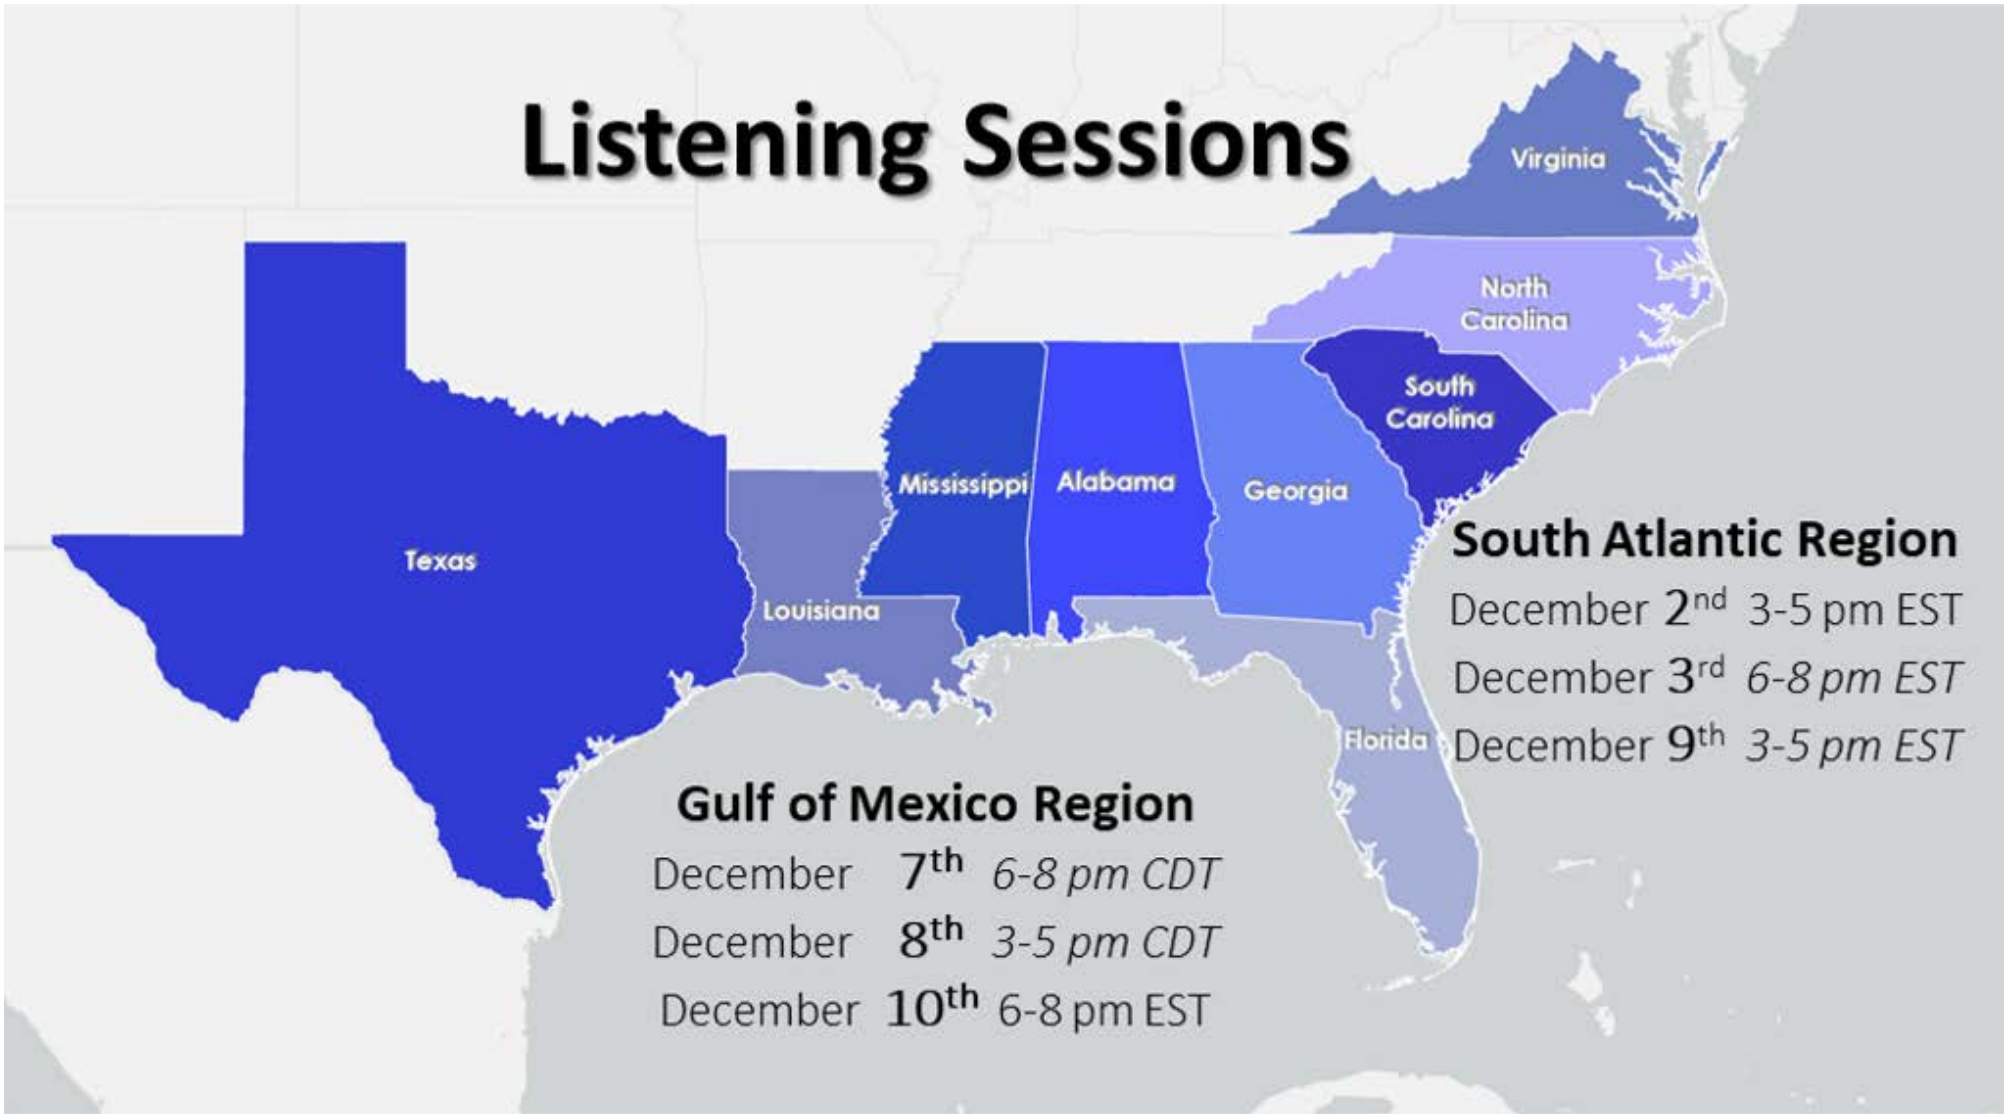 Listening Sessions
Virginia
North
Carolina
South
Carolina
Mississippi
Alabama
Georgia
Texas
Louisiana
Florida
South Atlantic Region
December 2nd 3-5 pm EST
December 3rd 6-8 pm EST
December 9th 3-5 pm EST
Gulf of Mexico Region
December 7th 6-8 pm CDT
December 8th 3-5 pm CDT
December 10th 6-8 pm EST